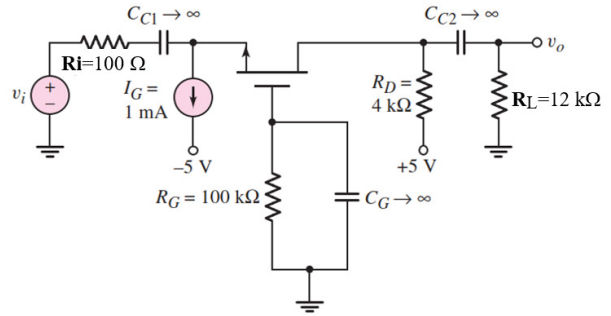 C_C1 → ∞
C_C2 → ∞
v_o
Ri=100 Ω
v_i
+
−
I_G =
1 mA
R_D =
4 kΩ
R_L=12 kΩ
−5 V
+5 V
R_G = 100 kΩ
C_G → ∞